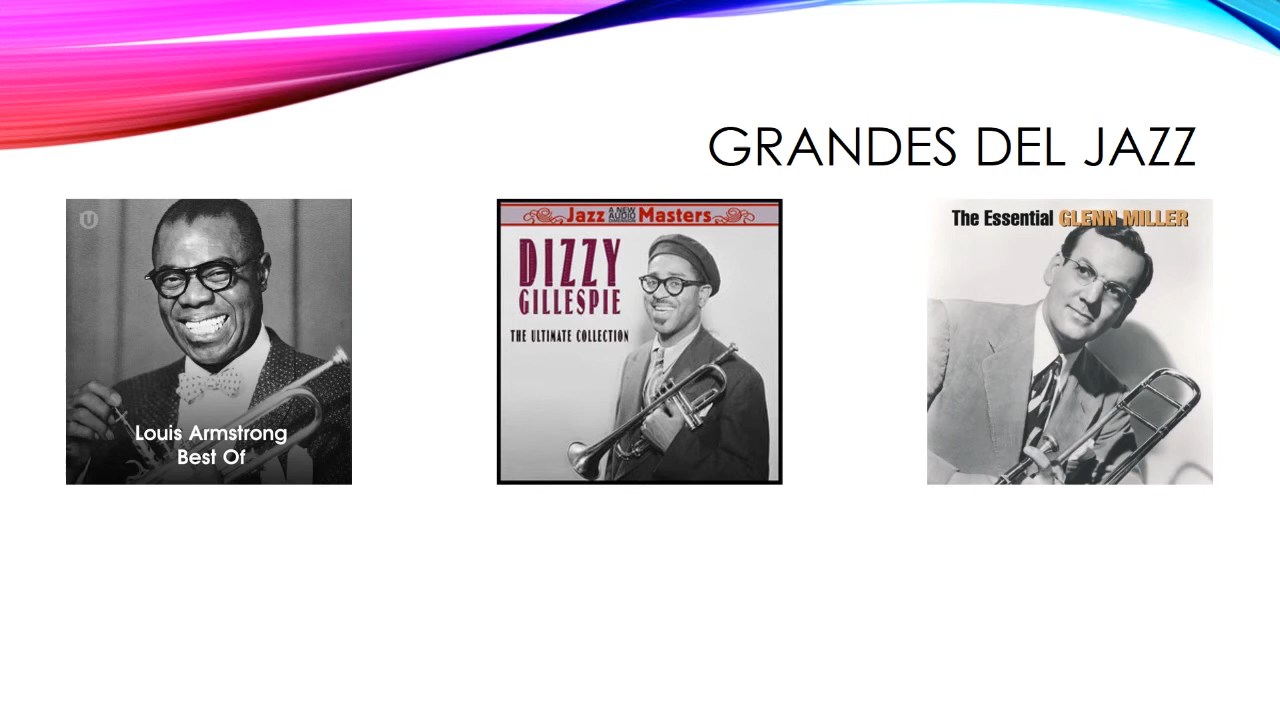 GRANDES DEL JAZZ
Louis Armstrong
Best Of
Jazz A NEW AUDIO DIMENSION Masters
DIZZY
GILLESPIE
THE ULTIMATE COLLECTION
The Essential GLENN MILLER